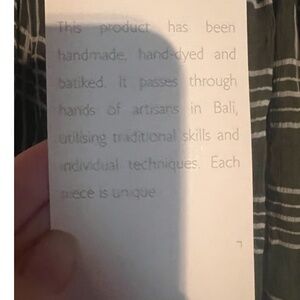 This product has been
handmade, hand-dyed and
batiked. It passes through
hands of artisans in Bali,
utilising traditional skills and
individual techniques. Each
piece is unique